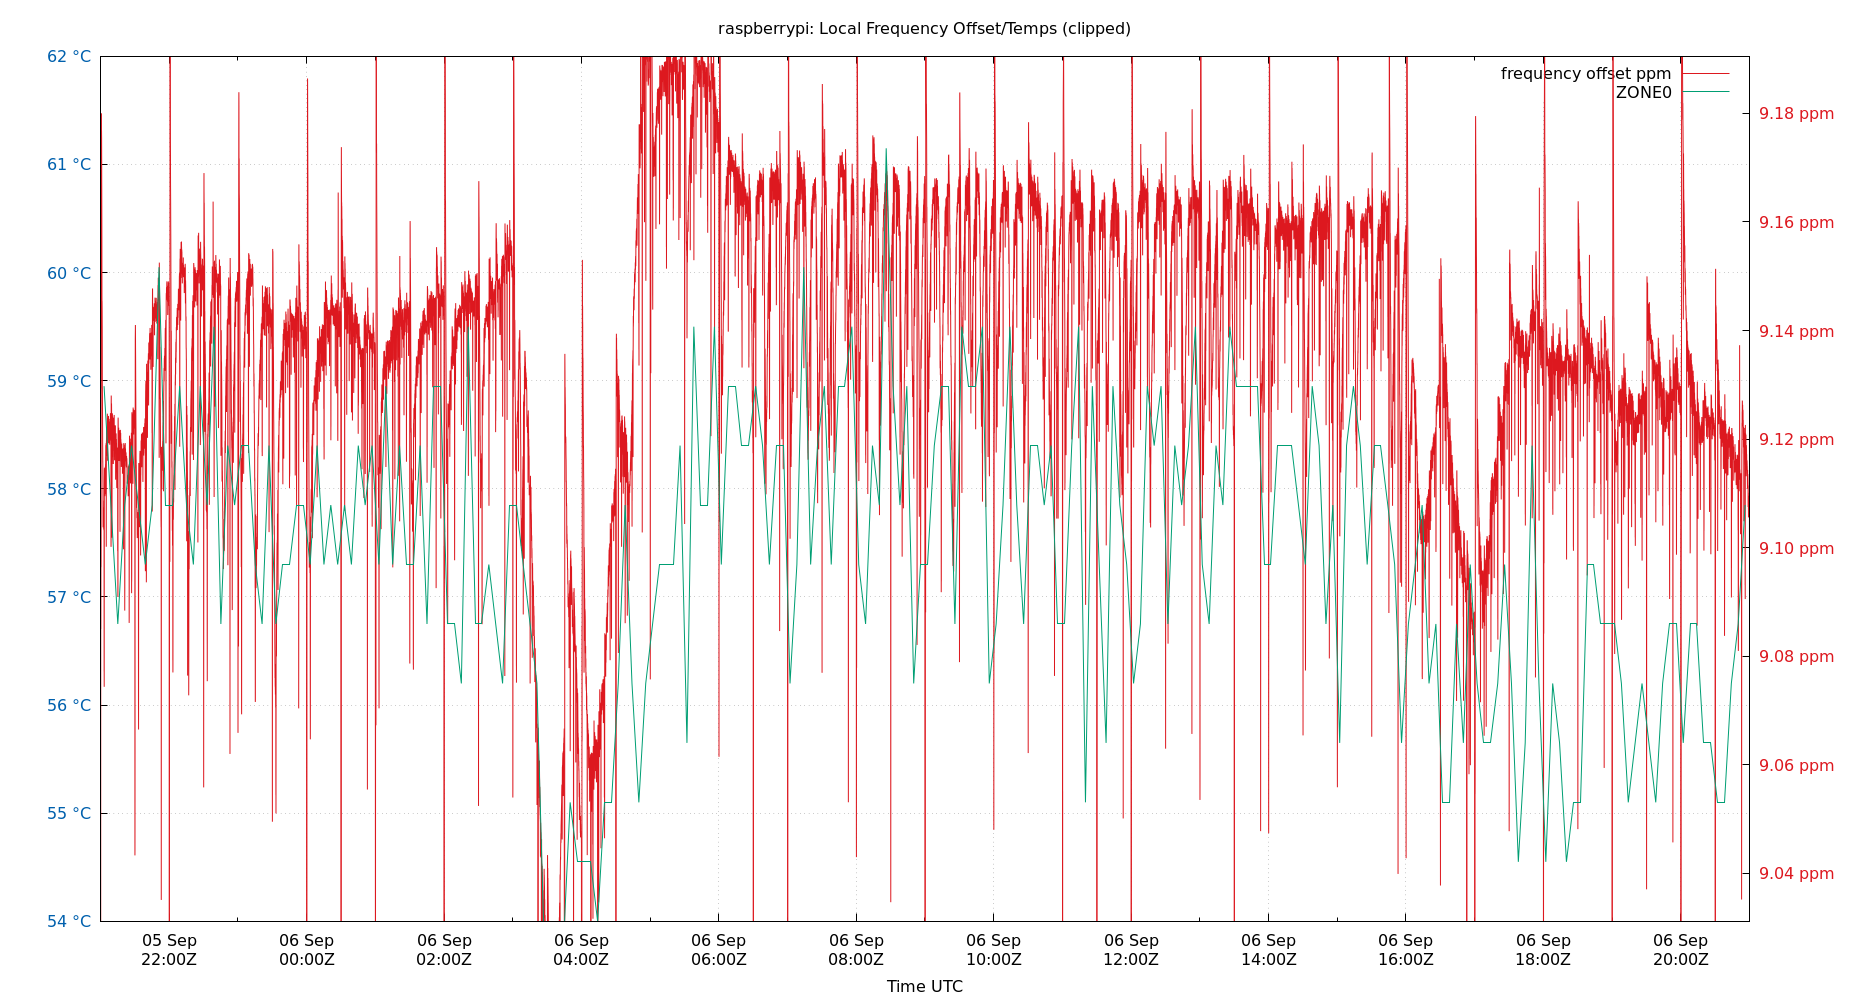 raspberrypi: Local Frequency Offset/Temps (clipped)
62 °C
61 °C
60 °C
59 °C
58 °C
57 °C
56 °C
55 °C
54 °C
frequency offset ppm
ZONE0
9.18 ppm
9.16 ppm
9.14 ppm
9.12 ppm
9.10 ppm
9.08 ppm
9.06 ppm
9.04 ppm
05 Sep
22:00Z
06 Sep
00:00Z
06 Sep
02:00Z
06 Sep
04:00Z
06 Sep
06:00Z
06 Sep
08:00Z
06 Sep
10:00Z
06 Sep
12:00Z
06 Sep
14:00Z
06 Sep
16:00Z
06 Sep
18:00Z
06 Sep
20:00Z
Time UTC